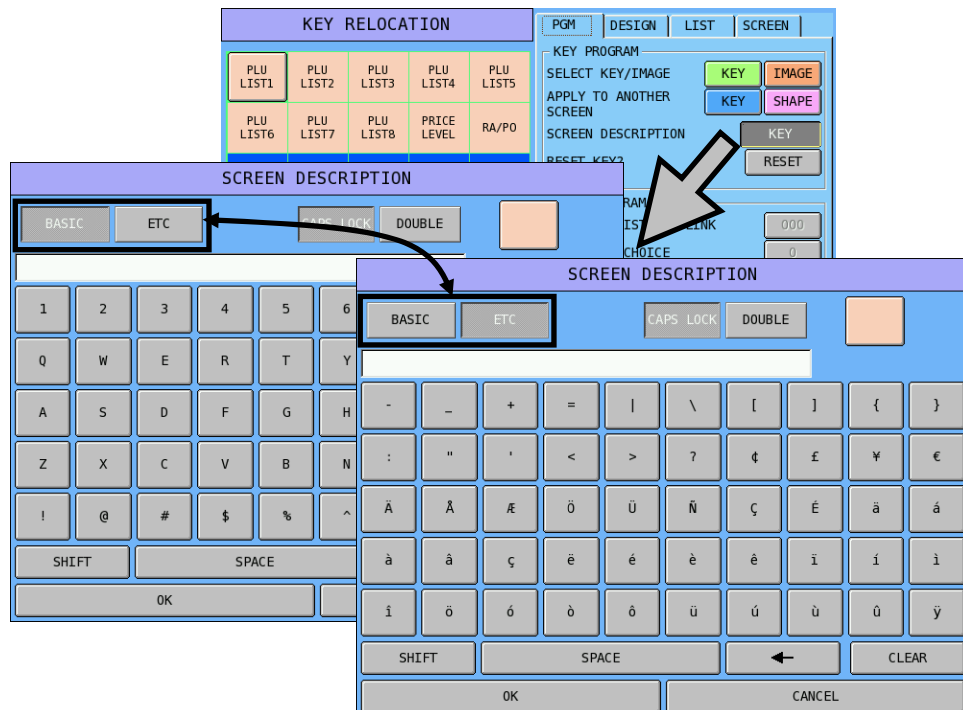 KEY RELOCATION
PGM DESIGN LIST SCREEN
KEY PROGRAM
PLU LIST1 PLU LIST2 PLU LIST3 PLU LIST4 PLU LIST5
SELECT KEY/IMAGE KEY IMAGE
APPLY TO ANOTHER SCREEN KEY SHAPE
PLU LIST6 PLU LIST7 PLU LIST8 PRICE LEVEL RA/PO
SCREEN DESCRIPTION KEY
RESET KEY? RESET
LINK 000
CHOICE 0
SCREEN DESCRIPTION
BASIC ETC CAPS LOCK DOUBLE
1 2 3 4 5 6
Q W E R T Y
A S D F G H
Z X C V B N
! @ # $ % ^
SHIFT SPACE
OK
SCREEN DESCRIPTION
BASIC ETC CAPS LOCK DOUBLE
- _ + = | \ [ ] { }
: " ' < > ? ¢ £ ¥ €
Ä Å Æ Ö Ü Ñ Ç É ä á
à â ç ë é è ê ï í ì
î ö ó ò ô ü ú ù û ÿ
SHIFT SPACE ← CLEAR
OK CANCEL